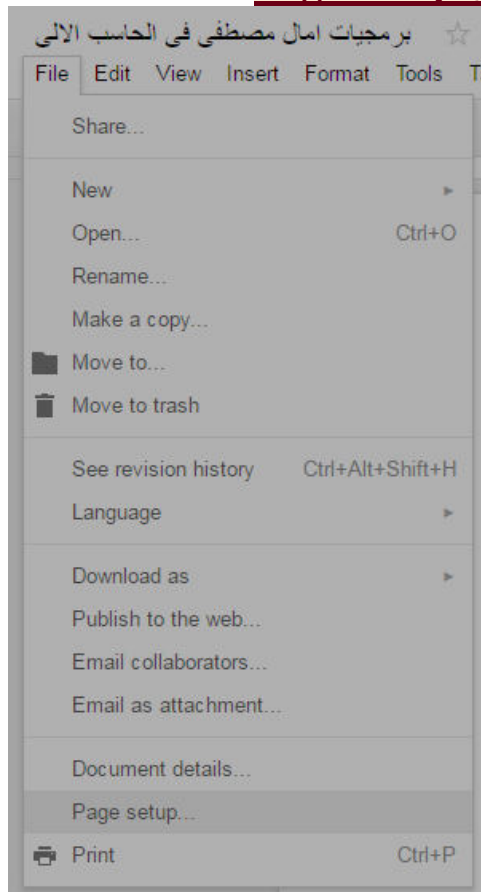 برمجيات امال مصطفى فى الحاسب الالى
File Edit View Insert Format Tools T
Share...
New
Open... Ctrl+O
Rename...
Make a copy...
Move to...
Move to trash
See revision history Ctrl+Alt+Shift+H
Language
Download as
Publish to the web...
Email collaborators...
Email as attachment...
Document details...
Page setup...
Print Ctrl+P